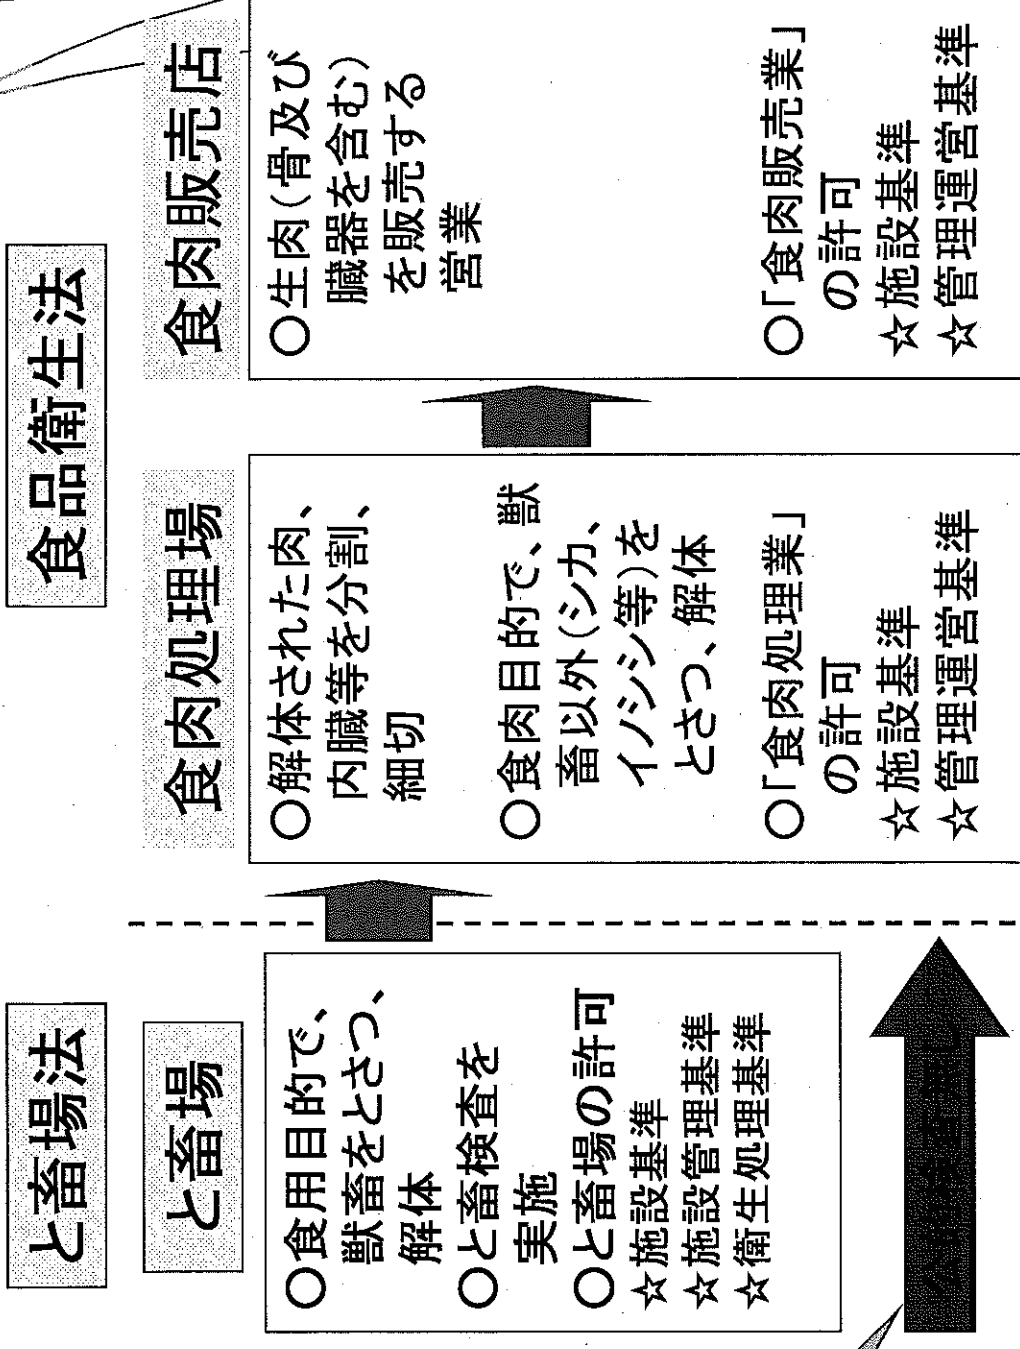 と畜場法
食品衛生法
と畜場
○食用目的で、
獣畜をとさつ、
解体
○と畜検査を
実施
○と畜場の許可
☆施設基準
☆施設管理基準
☆衛生処理基準
食肉処理場
○解体された肉、
内臓等を分割、
細切
○食肉目的で、獣
畜以外(シカ、
イノシシ等)を
とさつ、解体
○「食肉処理業」
の許可
☆施設基準
☆管理運営基準
食肉販売店
○生肉(骨及び
臓器を含む)
を販売する
営業
○「食肉販売業」
の許可
☆施設基準
☆管理運営基準